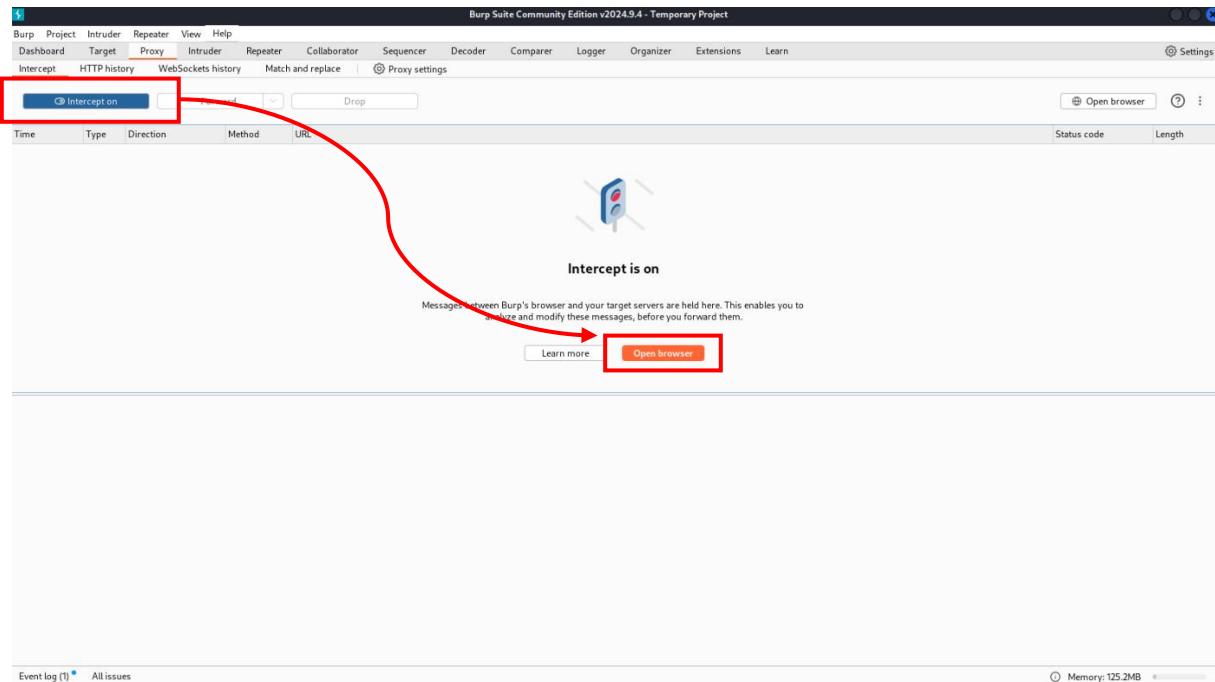 Burp Suite Community Edition v2024.9.4 - Temporary Project
Burp Project Intruder Repeater View Help
Dashboard Target Proxy Intruder Repeater Collaborator Sequencer Decoder Comparer Logger Organizer Extensions Learn Settings
Intercept HTTP history WebSockets history Match and replace Proxy settings
Intercept on Forward Drop Open browser
Time Type Direction Method URL Status code Length
Intercept is on
Messages between Burp's browser and your target servers are held here. This enables you to
analyze and modify these messages, before you forward them.
Learn more Open browser
Event log (1) All issues Memory: 125.2MB